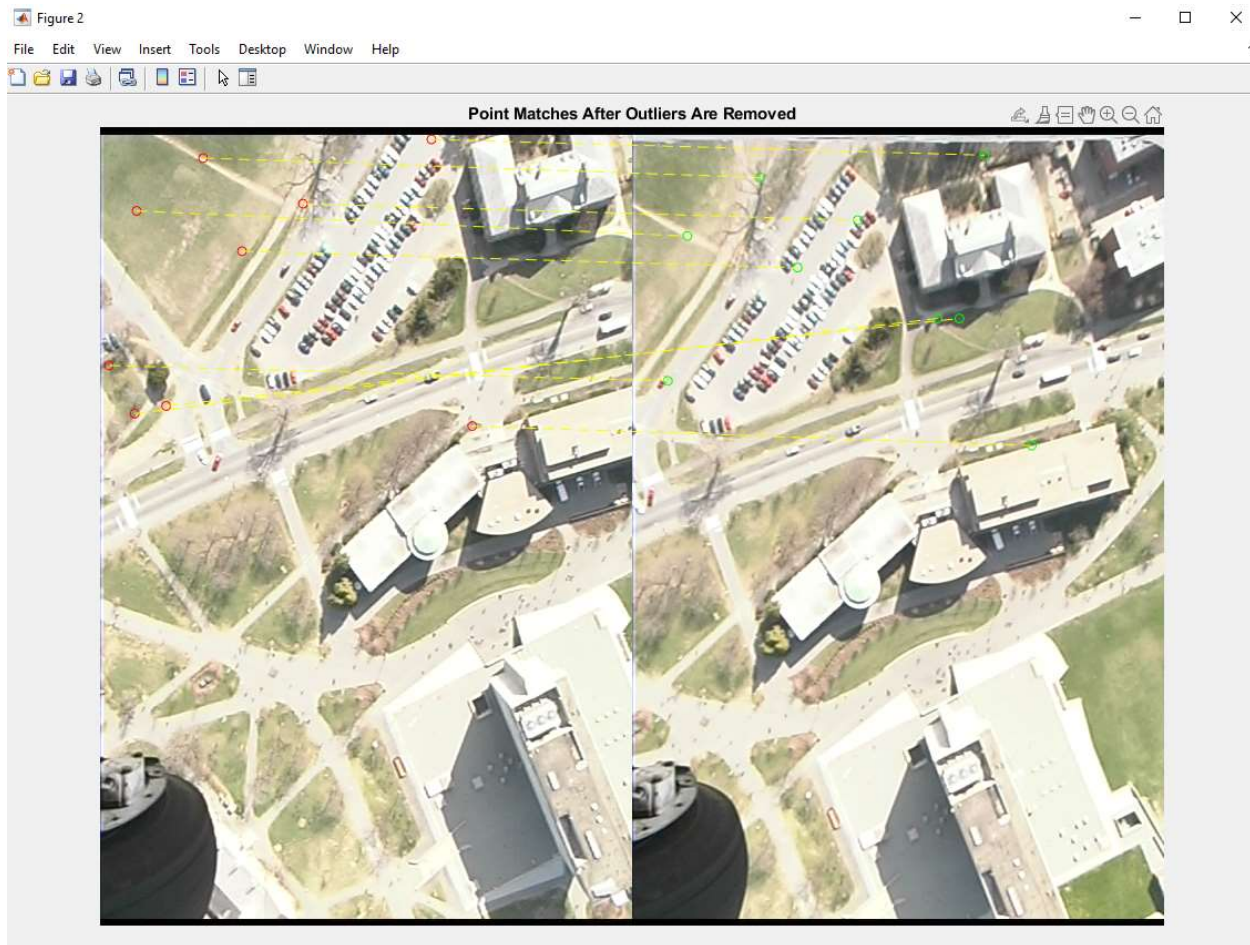 Figure 2
File Edit View Insert Tools Desktop Window Help
Point Matches After Outliers Are Removed